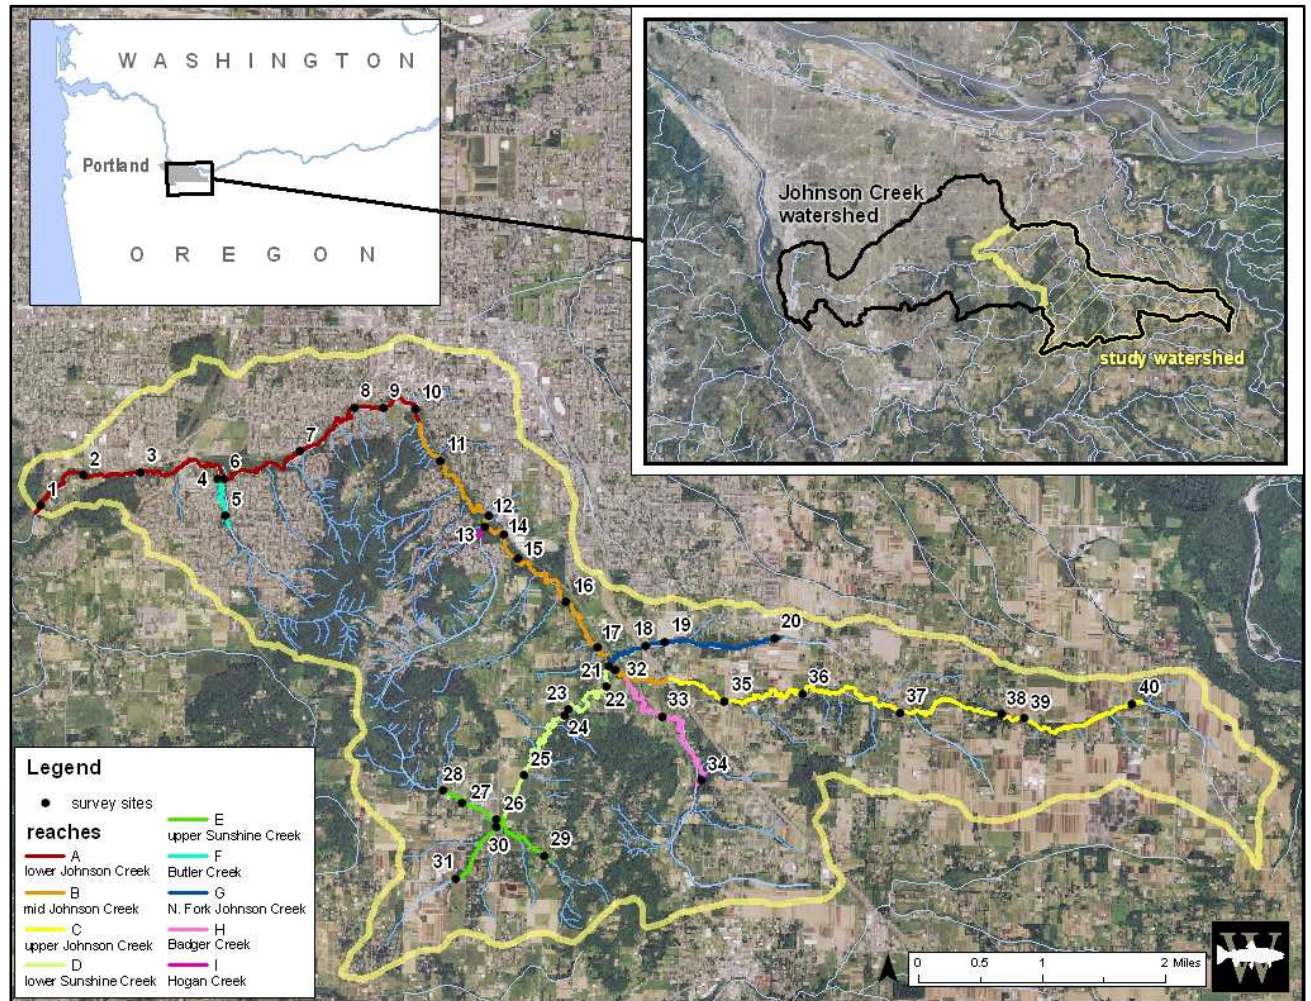 W A S H I N G T O N
Portland
O R E G O N
Johnson Creek
watershed
study watershed
1
2
3
4
6
5
7
8
9
10
11
12
13
14
15
16
17
18
19
20
21
32
22
23
24
33
35
36
37
38
39
40
34
25
26
28
27
29
30
31
Legend
survey sites
reaches
A
lower Johnson Creek
B
mid Johnson Creek
C
upper Johnson Creek
D
lower Sunshine Creek
E
upper Sunshine Creek
F
Butler Creek
G
N. Fork Johnson Creek
H
Badger Creek
I
Hogan Creek
0 0.5 1 2 Miles
W
W